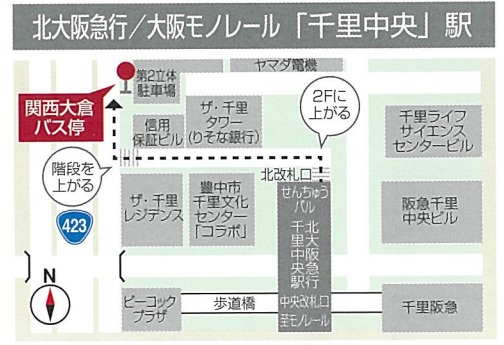 北大阪急行／大阪モノレール「千里中央」駅
ヤマダ電機
第2立体
駐車場
関西大倉
バス停
ザ・千里
タワー
(りそな銀行)
2Fに
上がる
千里ライフ
サイエンス
センタービル
信用
保証ビル
階段を
上がる
北改札口
せんちゅう
パル
ザ・千里
レジデンス
豊中市
千里文化
センター
「コラボ」
阪急千里
中央ビル
423
北大阪急行
千里中央駅
N
ピーコック
プラザ
歩道橋
中央改札口
至モノレール
千里阪急